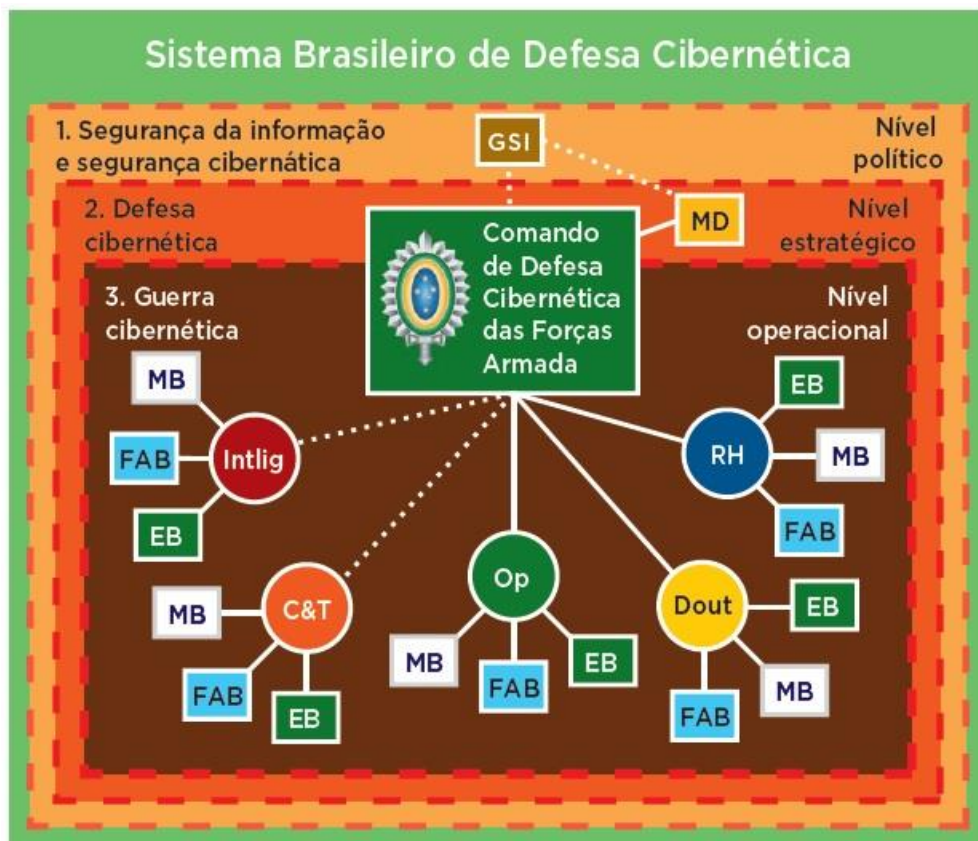 Sistema Brasileiro de Defesa Cibernética
1. Segurança da informação
e segurança cibernática
GSI
Nível
político
2. Defesa
cibernética
MD
Nível
estratégico
Comando
de Defesa
Cibernética
das Forças
Armada
3. Guerra
cibernética
Nível
operacional
MB
FAB
EB
Intlig
MB
FAB
EB
C&T
Op
MB
FAB
EB
Dout
EB
MB
FAB
RH
EB
MB
FAB